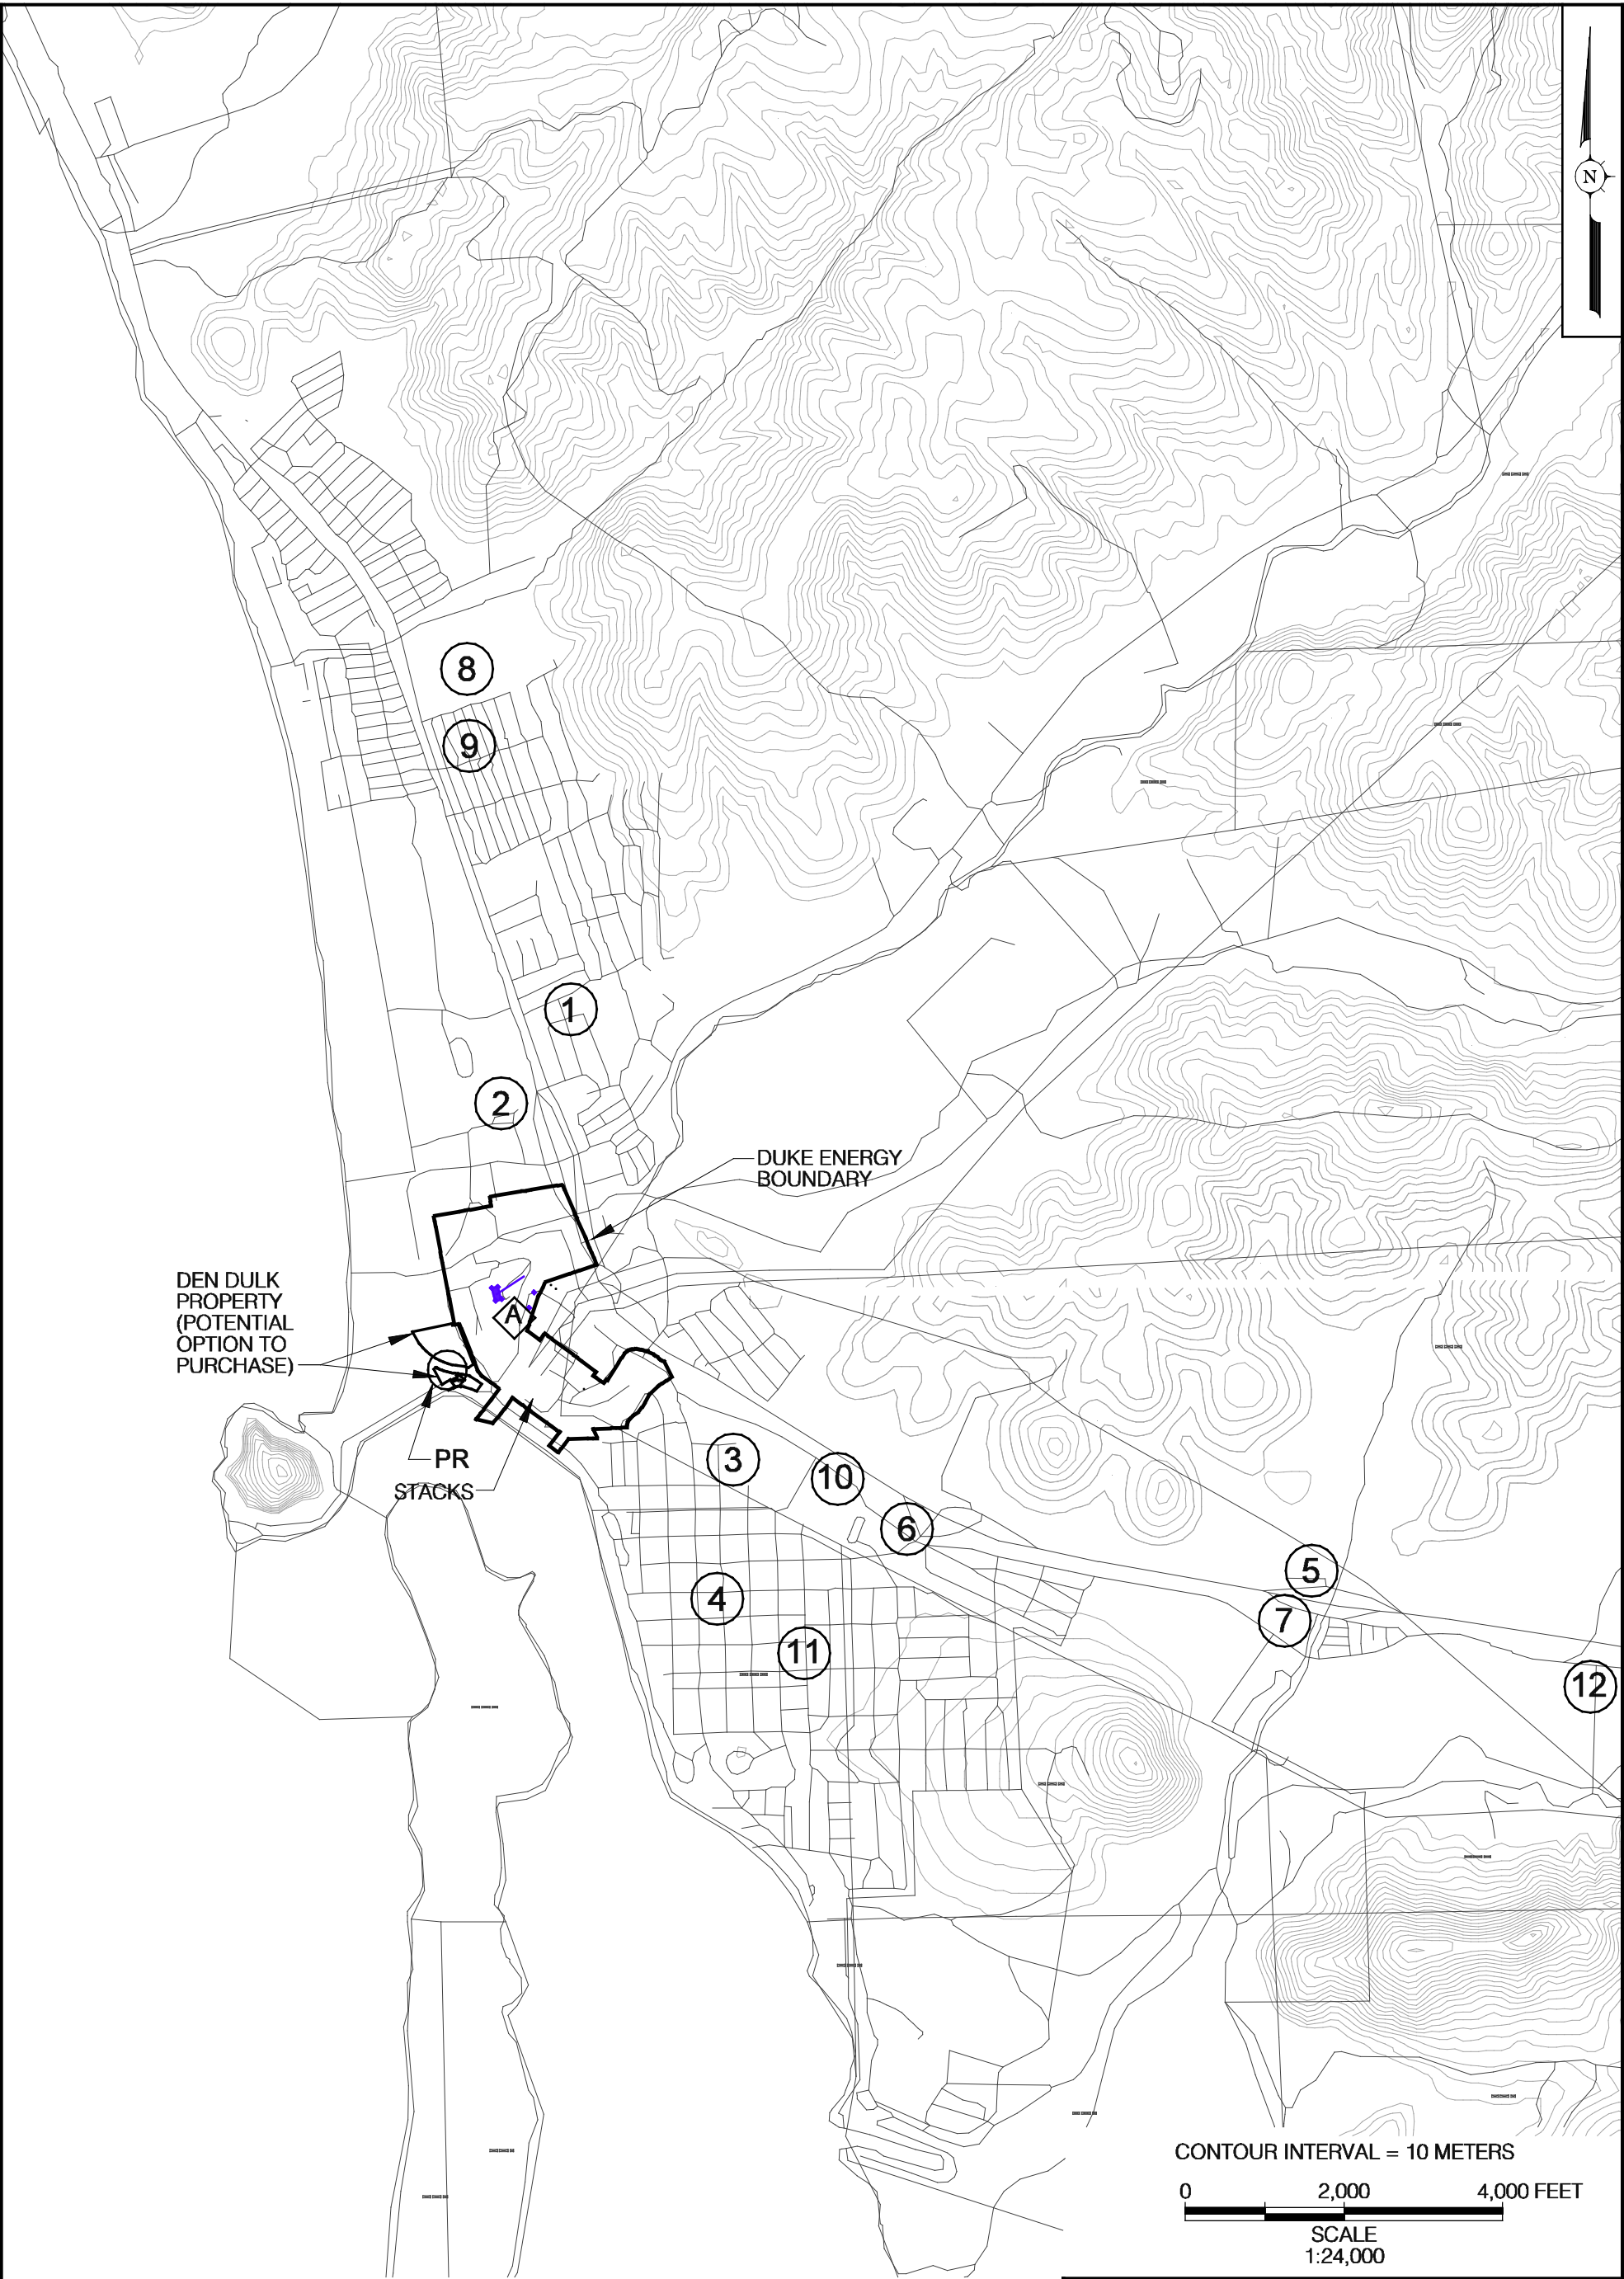 N
8
9
1
2
DUKE ENERGY
BOUNDARY
DEN DULK
PROPERTY
(POTENTIAL
OPTION TO
PURCHASE)
A
PR
STACKS
3
10
6
5
4
7
11
12
CONTOUR INTERVAL = 10 METERS
0 2,000 4,000 FEET
SCALE
1:24,000